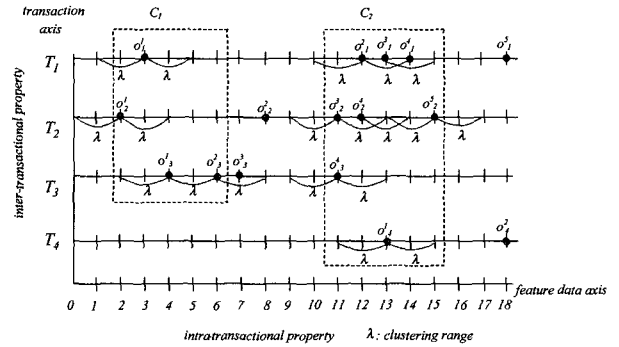 transaction axis
C₁ C₂
T₁ o¹₁ o²₁ o³₁ o⁴₁ o⁵₁
λ λ λ λ λ
T₂ o¹₂ o²₂ o³₂ o⁴₂ o⁵₂
λ λ λ λ λ λ
T₃ o¹₃ o²₃ o³₃ o⁴₃
λ λ λ λ λ
T₄ o¹₄ o²₄
λ λ
inter-transactional property
0 1 2 3 4 5 6 7 8 9 10 11 12 13 14 15 16 17 18
feature data axis
intra-transactional property λ: clustering range